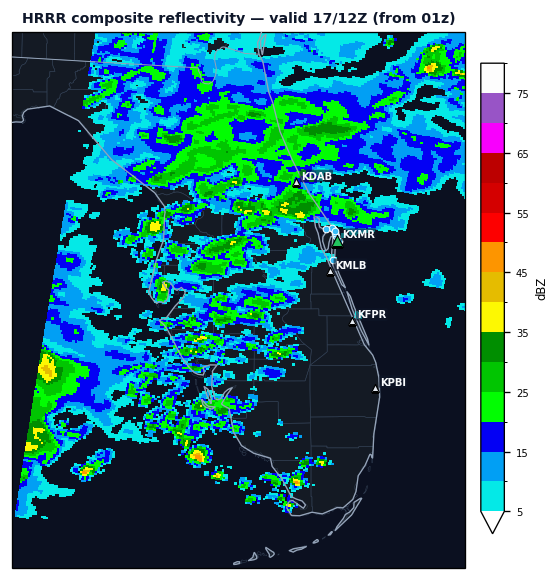 HRRR composite reflectivity — valid 17/12Z (from 01z)
KDAB
KXMR
KMLB
KFPR
KPBI
75
65
55
45
35
25
15
5
dBZ